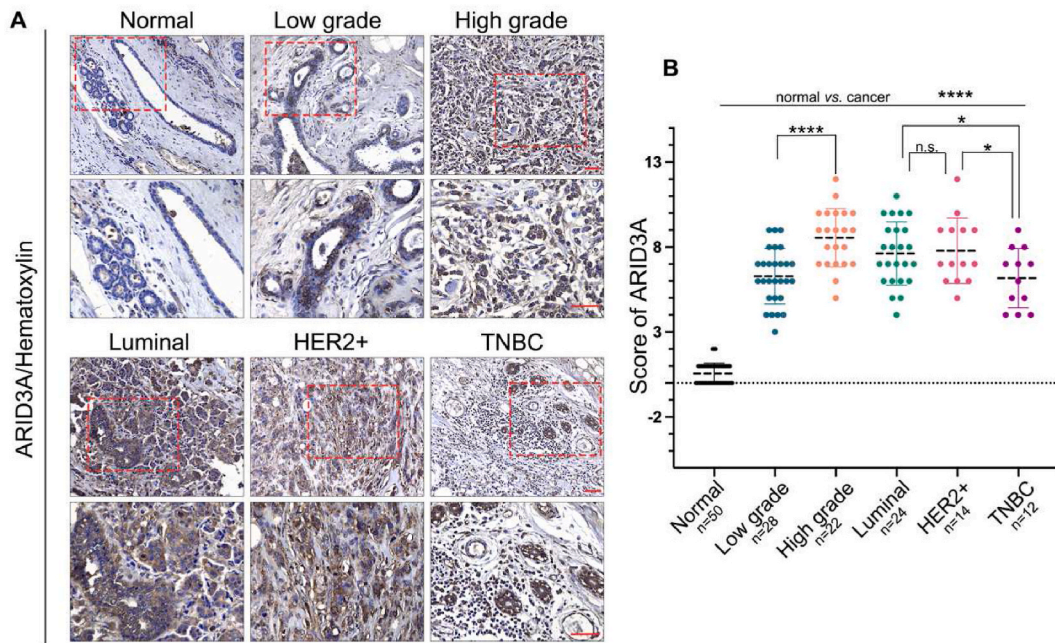 A
Normal
Low grade
High grade
ARID3A/Hematoxylin
Luminal
HER2+
TNBC
B
normal vs. cancer
****
****
*
n.s.
*
Score of ARID3A
13
8
3
-2
Normal
n=50
Low grade
n=28
High grade
n=22
Luminal
n=24
HER2+
n=14
TNBC
n=12